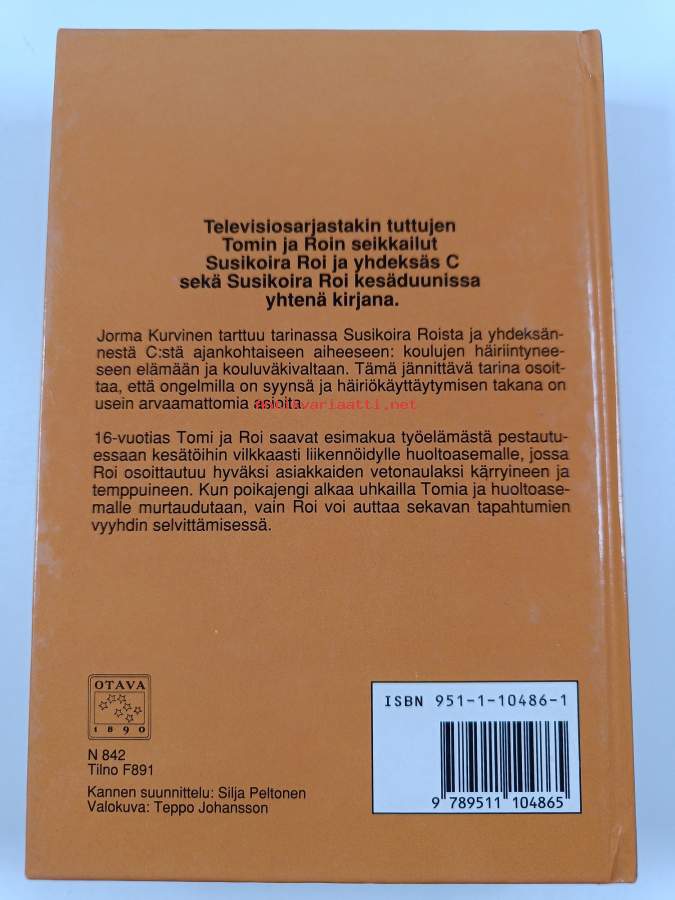 Televisiosarjastakin tuttujen
Tomin ja Roin seikkailut
Susikoira Roi ja yhdeksäs C
sekä Susikoira Roi kesäduunissa
yhtenä kirjana.
Jorma Kurvinen tarttuu tarinassa Susikoira Roista ja yhdeksän-
nestä C:stä ajankohtaiseen aiheeseen: koulujen häiriintynee-
seen elämään ja kouluväkivaltaan. Tämä jännittävä tarina osoit-
taa, että ongelmilla on syynsä ja häiriökäyttäytymisen takana on
usein arvaamattomia asioita.
Antikvariaatti.net
16-vuotias Tomi ja Roi saavat esimakua työelämästä pestautu-
essaan kesätöihin vilkkaasti liikennöidylle huoltoasemalle, jossa
Roi osoittautuu hyväksi asiakkaiden vetonaulaksi kärryineen ja
temppuineen. Kun poikajengi alkaa uhkailla Tomia ja huoltoase-
malle murtaudutaan, vain Roi voi auttaa sekavan tapahtumien
vyyhdin selvittämisessä.
OTAVA
1890
N 842
Tilno F891
Kannen suunnittelu: Silja Peltonen
Valokuva: Teppo Johansson
ISBN 951-1-10486-1
9 789511 104865